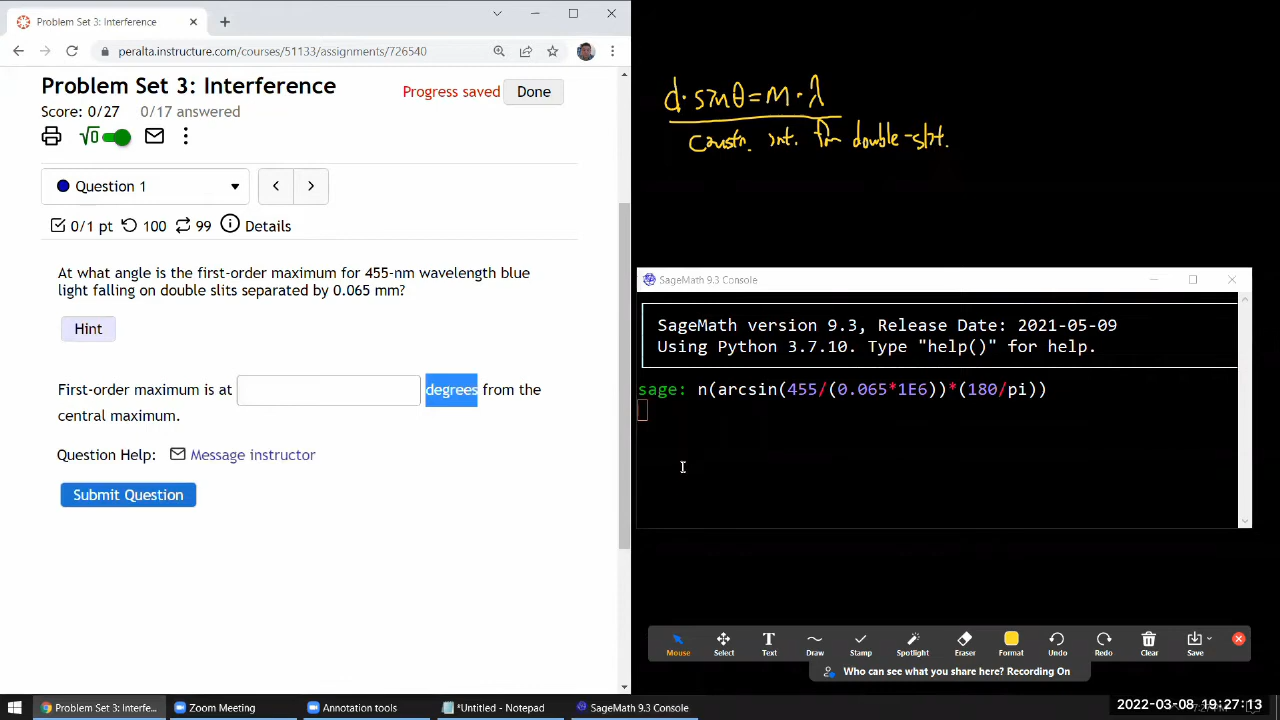 Problem Set 3: Interference
peralta.instructure.com/courses/51133/assignments/726540
Problem Set 3: Interference
Progress saved
Done
Score: 0/27
0/17 answered
√0
Question 1
0/1 pt
100
99
Details
At what angle is the first-order maximum for 455-nm wavelength blue
light falling on double slits separated by 0.065 mm?
Hint
First-order maximum is at
degrees from the
central maximum.
Question Help:
Message instructor
Submit Question
d·sinθ=m·λ
constr. int. for double-slit.
SageMath 9.3 Console
SageMath version 9.3, Release Date: 2021-05-09
Using Python 3.7.10. Type "help()" for help.
sage: n(arcsin(455/(0.065*1E6))*(180/pi))
Mouse
Select
Text
Draw
Stamp
Spotlight
Eraser
Format
Undo
Redo
Clear
Save
Who can see what you share here? Recording On
Problem Set 3: Interfe...
Zoom Meeting
Annotation tools
*Untitled - Notepad
SageMath 9.3 Console
2022-03-08 19:27:13